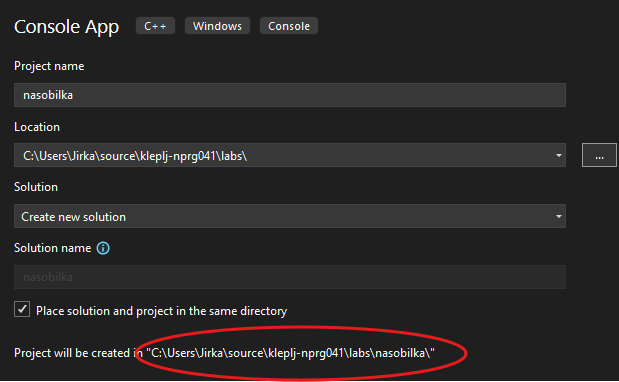 Console App C++ Windows Console
Project name
nasobilka
Location
C:\Users\Jirka\source\kleplj-nprg041\labs\
...
Solution
Create new solution
Solution name
nasobilka
Place solution and project in the same directory
Project will be created in "C:\Users\Jirka\source\kleplj-nprg041\labs\nasobilka\"